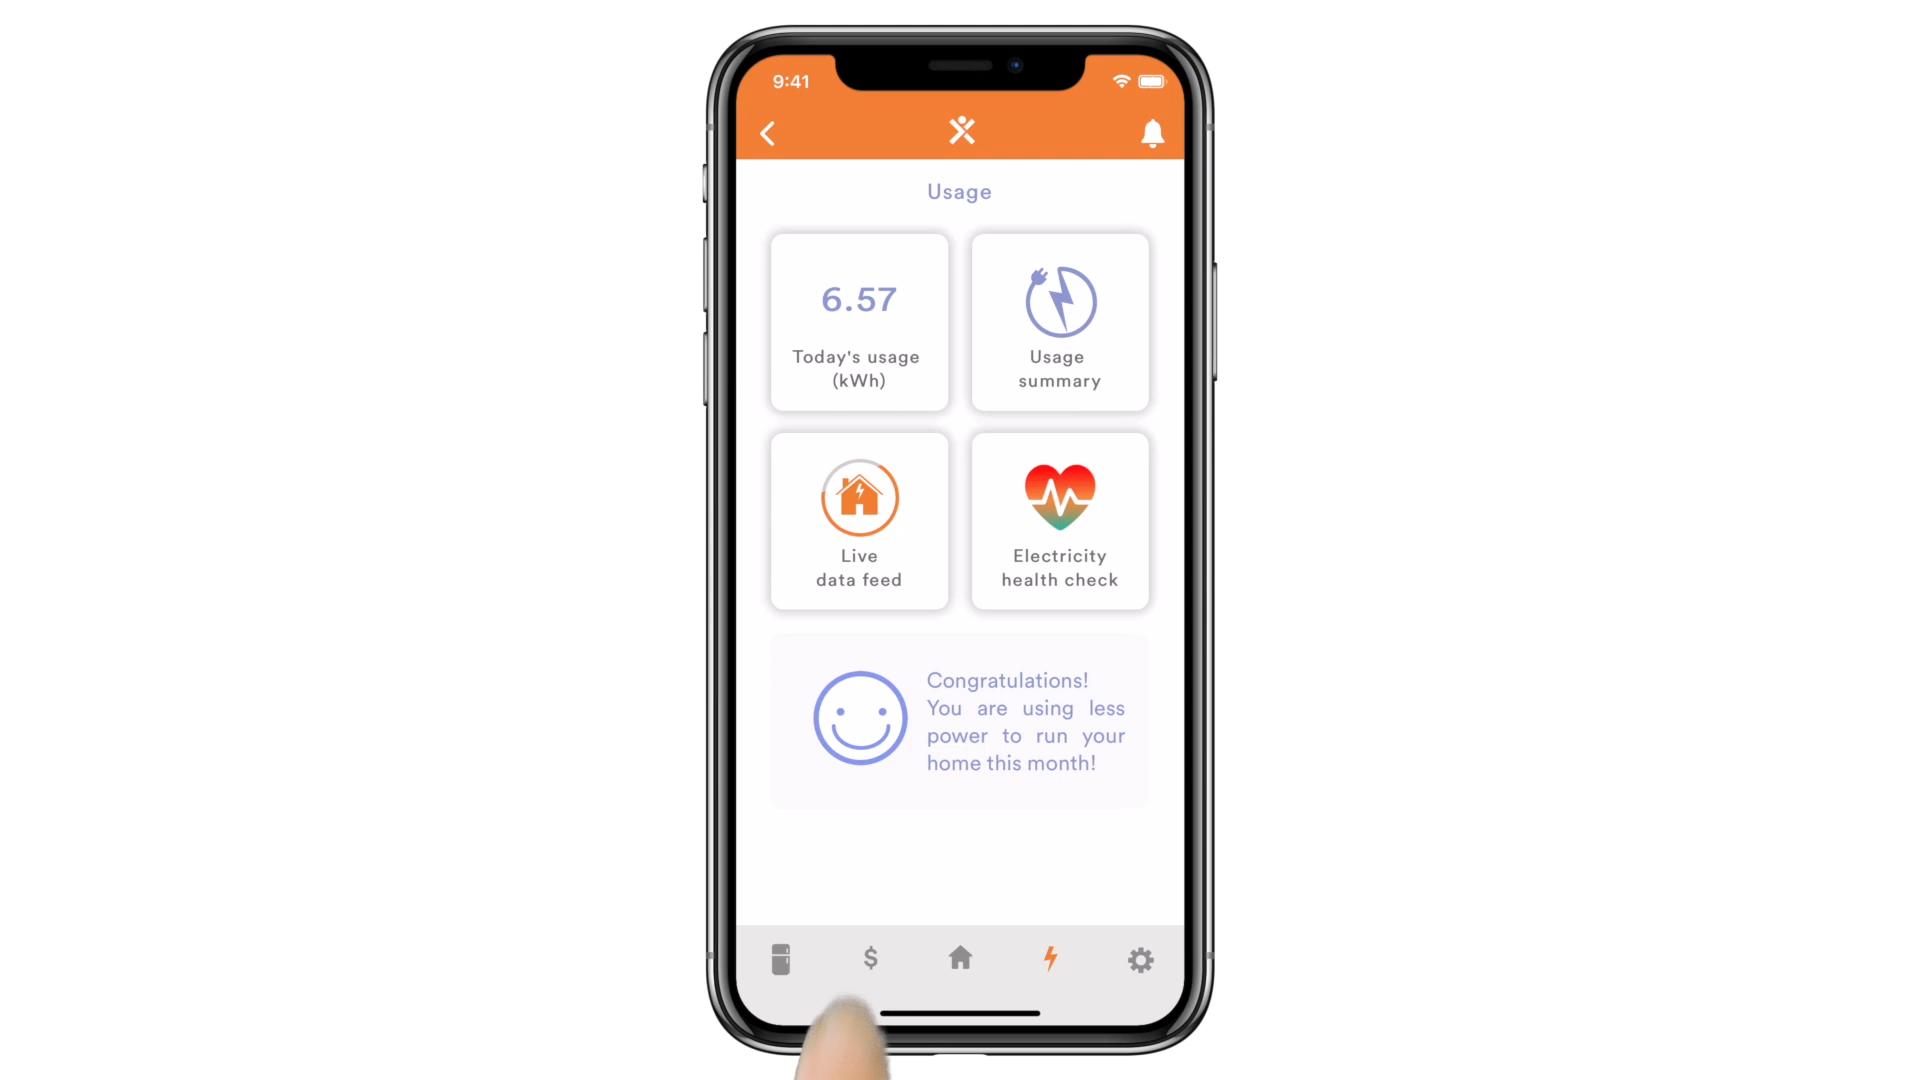 9:41
Usage
6.57
Today's usage
(kWh)
Usage
summary
Live
data feed
Electricity
health check
Congratulations!
You are using less
power to run your
home this month!
$